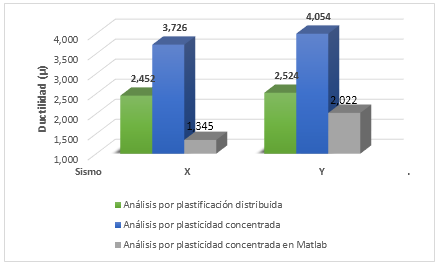 4,054
3,726
4,000
3,500
3,000
2,500
2,000
1,500
1,000
Ductilidad (μ)
2,452
2,524
2,022
1,345
Sismo X Y .
Análisis por plastificación distribuida
Análisis por plasticidad concentrada
Análisis por plasticidad concentrada en Matlab